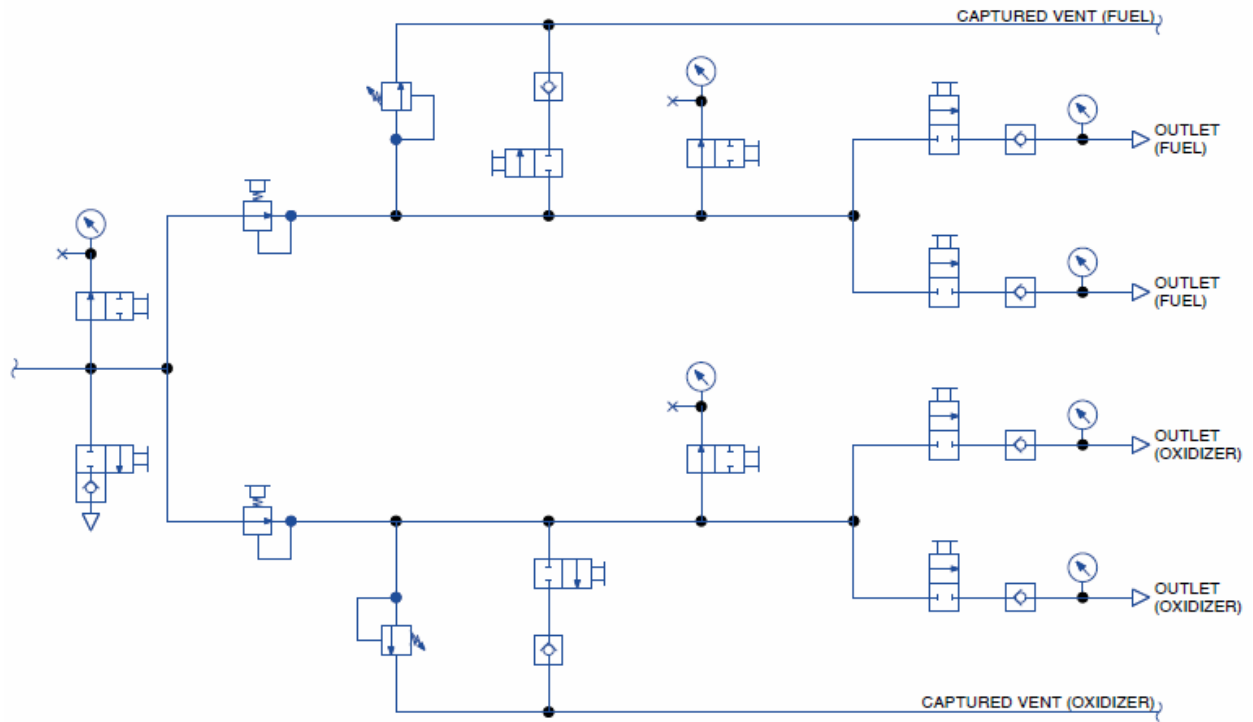 CAPTURED VENT (FUEL)
OUTLET
(FUEL)
OUTLET
(FUEL)
OUTLET
(OXIDIZER)
OUTLET
(OXIDIZER)
CAPTURED VENT (OXIDIZER)